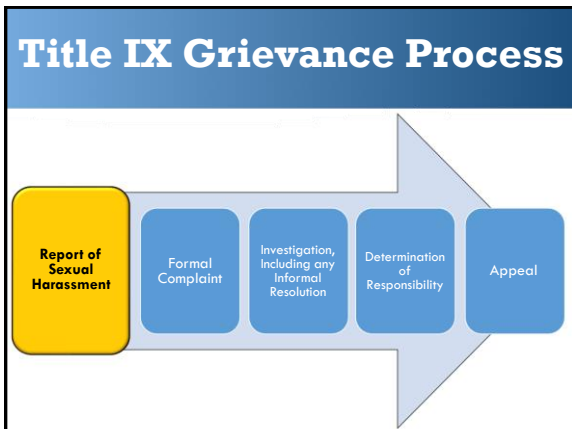 Title IX Grievance Process
Report of
Sexual
Harassment
Formal
Complaint
Investigation,
Including any
Informal
Resolution
Determination
of
Responsibility
Appeal